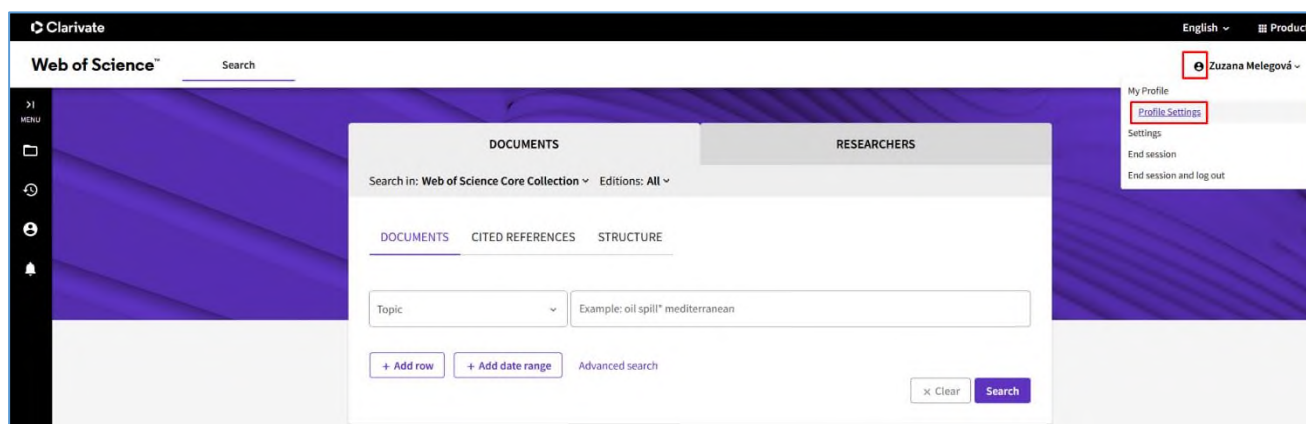 Clarivate
English
Product
Web of Science™
Search
Zuzana Melegová
MENU
My Profile
Profile Settings
Settings
End session
End session and log out
DOCUMENTS
RESEARCHERS
Search in: Web of Science Core Collection
Editions: All
DOCUMENTS
CITED REFERENCES
STRUCTURE
Topic
Example: oil spill* mediterranean
+ Add row
+ Add date range
Advanced search
× Clear
Search